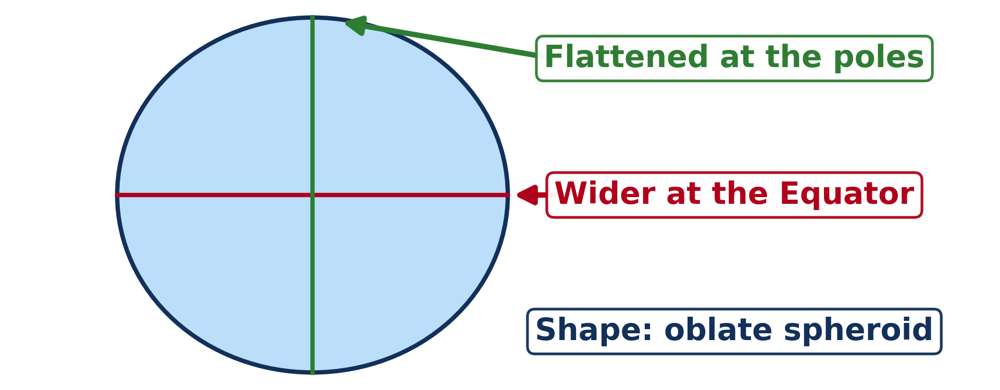 Flattened at the poles
Wider at the Equator
Shape: oblate spheroid